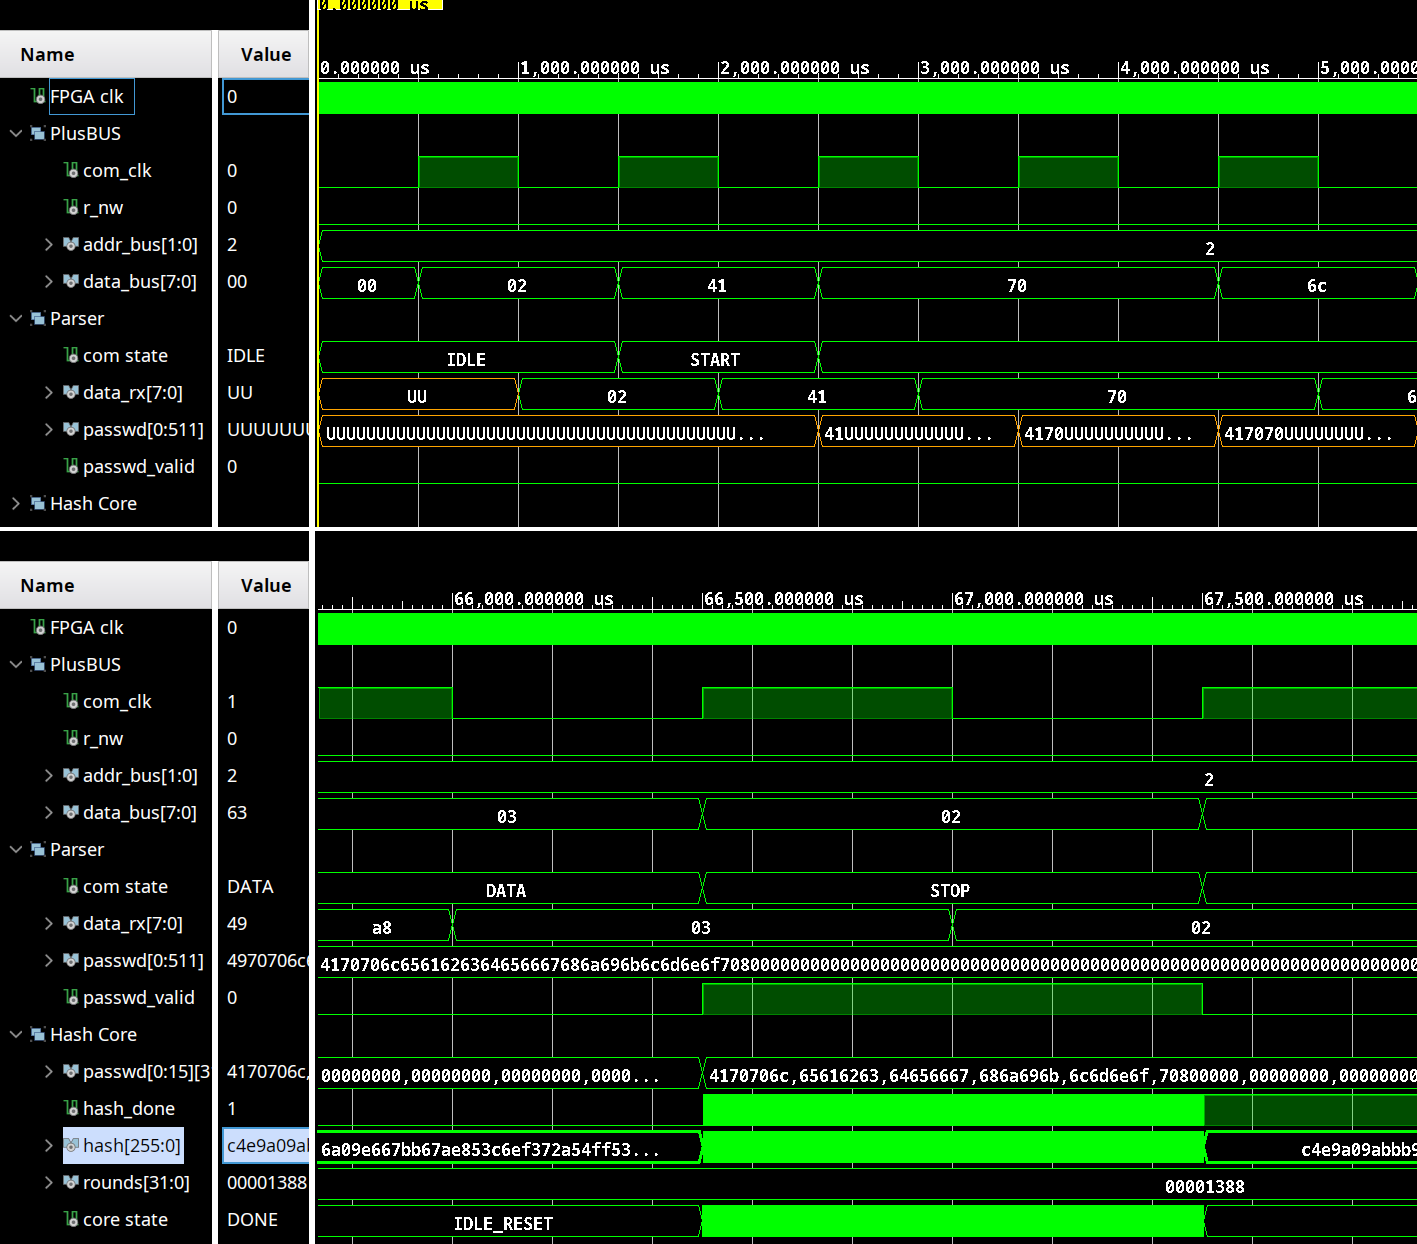 0.000000 us
Name Value
0.000000 us 1,000.000000 us 2,000.000000 us 3,000.000000 us 4,000.000000 us 5,000.0000
FPGA clk 0
PlusBUS
com_clk 0
r_nw 0
addr_bus[1:0] 2 2
data_bus[7:0] 00 00 02 41 70 6c
Parser
com state IDLE IDLE START
data_rx[7:0] UU UU 02 41 70 6
passwd[0:511] UUUUUUU UUUUUUUUUUUUUUUUUUUUUUUUUUUUUUUUUUUUUUUUU... 41UUUUUUUUUUUU... 4170UUUUUUUUUU... 417070UUUUUUUU...
passwd_valid 0
Hash Core
Name Value
66,000.000000 us 66,500.000000 us 67,000.000000 us 67,500.000000 us
FPGA clk 0
PlusBUS
com_clk 1
r_nw 0
addr_bus[1:0] 2 2
data_bus[7:0] 63 03 02
Parser
com state DATA DATA STOP
data_rx[7:0] 49 a8 03 02
passwd[0:511] 4970706c6
passwd_valid 0
Hash Core
passwd[0:15][3 4170706c, 00000000,00000000,00000000,0000... 4170706c,65616263,64656667,686a696b,6c6d6e6f,70800000,00000000,00000000
hash_done 1
hash[255:0] c4e9a09al 6a09e667bb67ae853c6ef372a54ff53... c4e9a09abbb9
rounds[31:0] 00001388 00001388
core state DONE IDLE_RESET